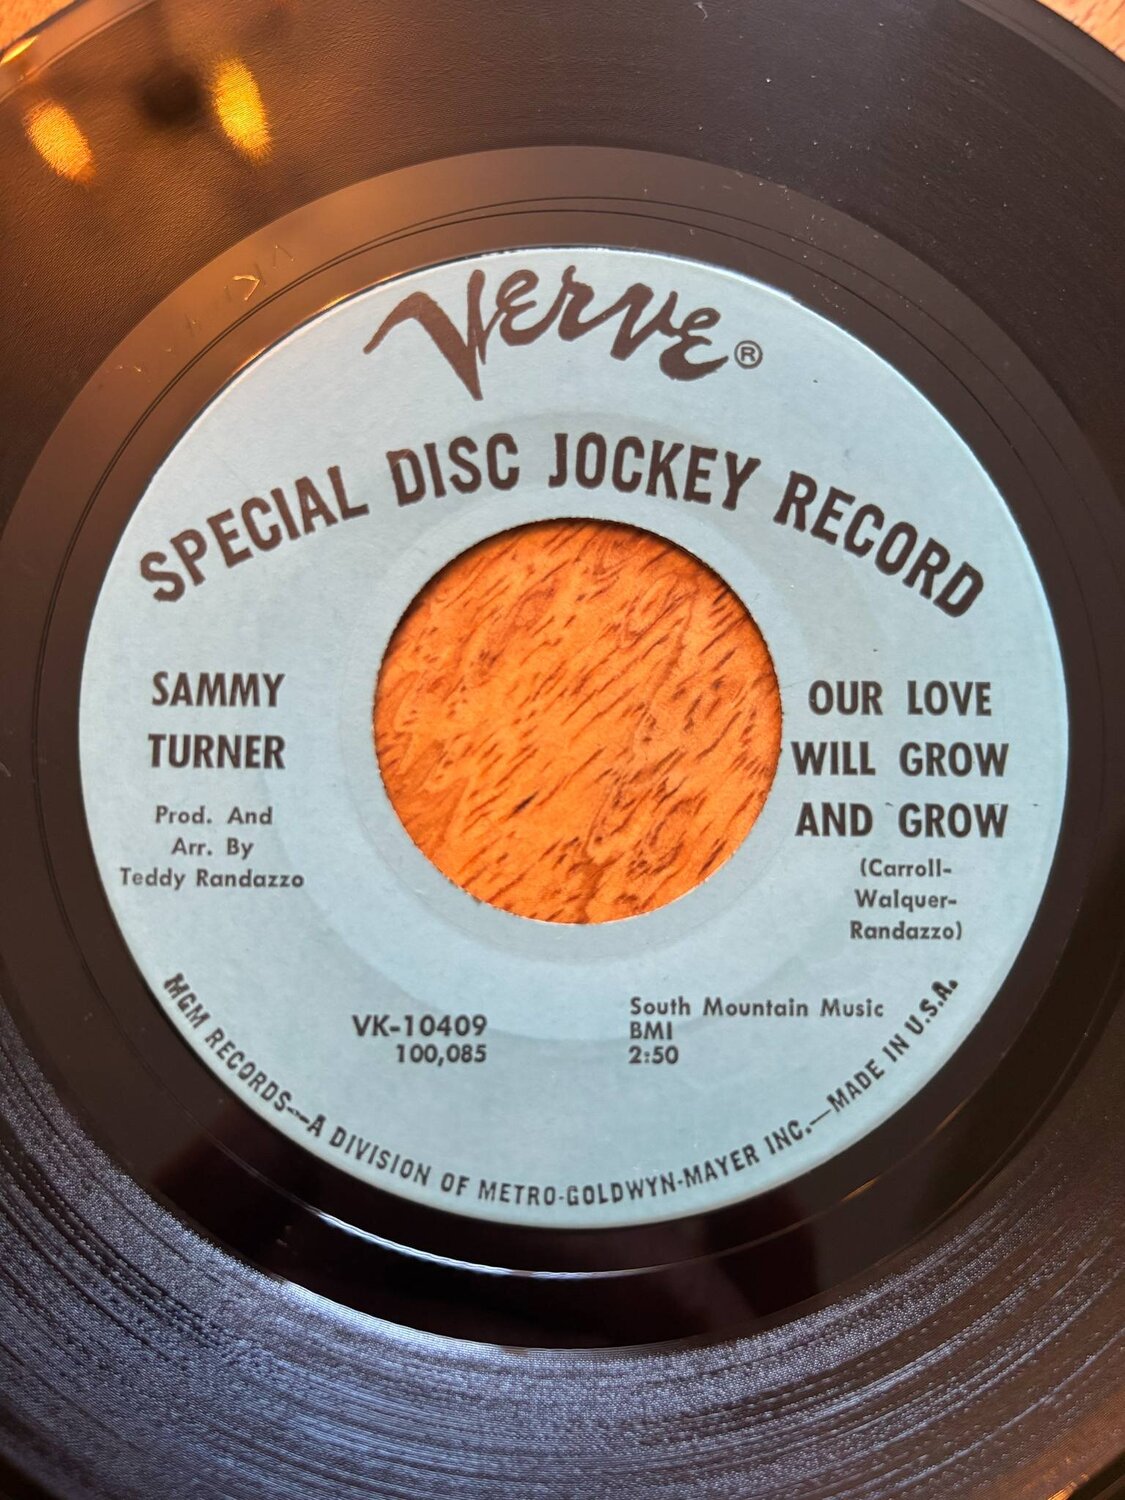 Verve®
SPECIAL DISC JOCKEY RECORD
SAMMY
TURNER
Prod. And
Arr. By
Teddy Randazzo
OUR LOVE
WILL GROW
AND GROW
(Carroll-
Walquer-
Randazzo)
VK-10409
100,085
South Mountain Music
BMI
2:50
MGM RECORDS—A DIVISION OF METRO-GOLDWYN-MAYER INC.—MADE IN U.S.A.